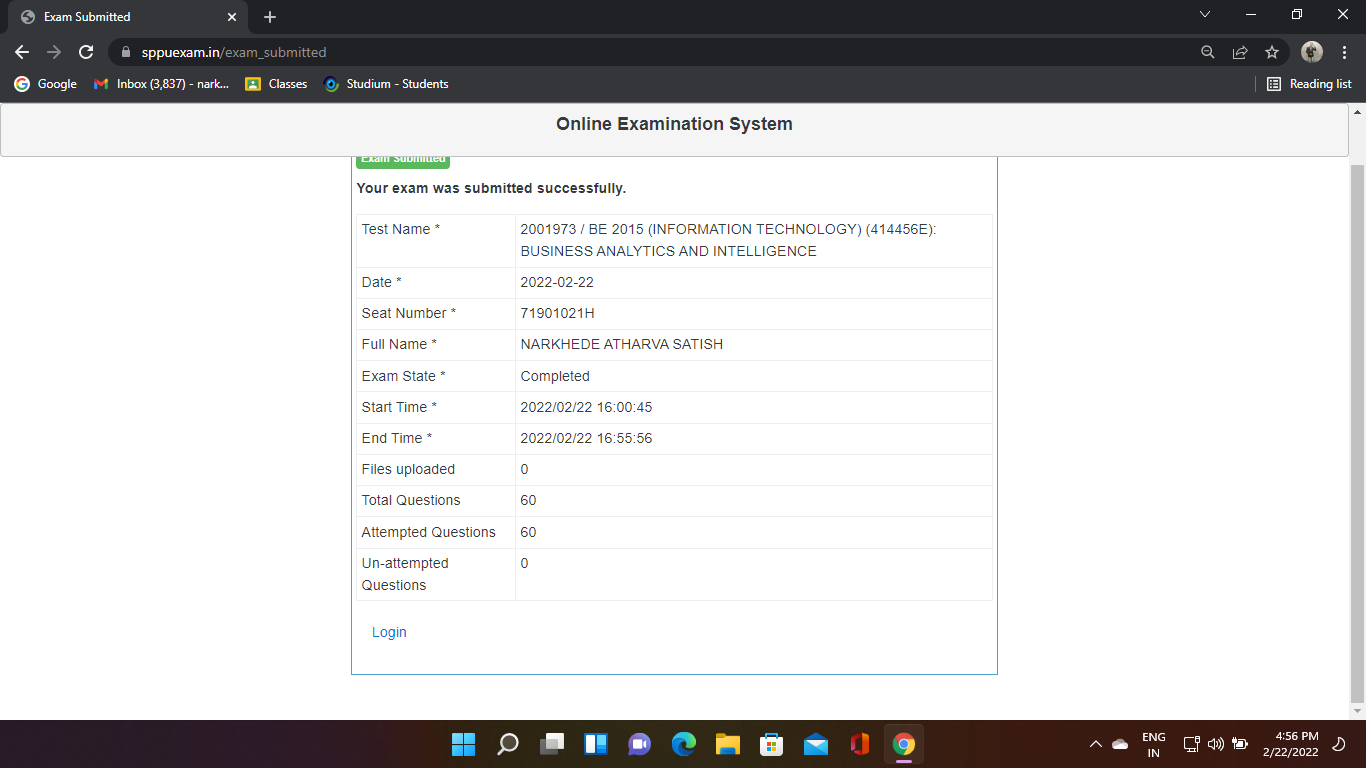 Exam Submitted
sppuexam.in/exam_submitted
Google Inbox (3,837) - nark... Classes Studium - Students Reading list
Online Examination System
Exam Submitted
Your exam was submitted successfully.
Test Name * 2001973 / BE 2015 (INFORMATION TECHNOLOGY) (414456E):
BUSINESS ANALYTICS AND INTELLIGENCE
Date * 2022-02-22
Seat Number * 71901021H
Full Name * NARKHEDE ATHARVA SATISH
Exam State * Completed
Start Time * 2022/02/22 16:00:45
End Time * 2022/02/22 16:55:56
Files uploaded 0
Total Questions 60
Attempted Questions 60
Un-attempted 0
Questions
Login
ENG 4:56 PM
IN 2/22/2022